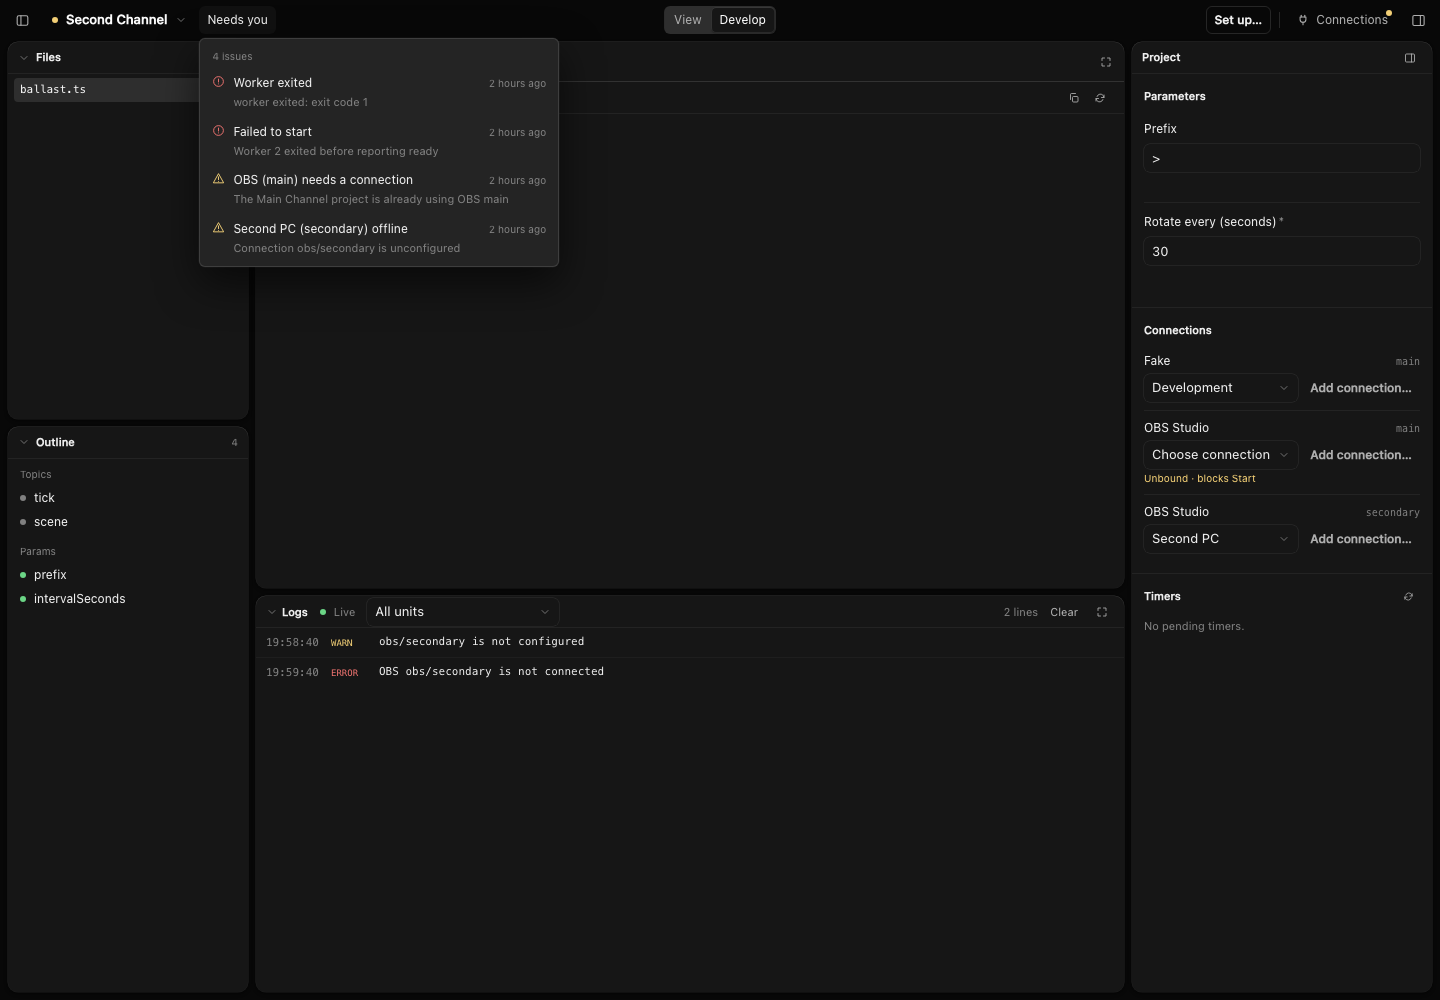 Second Channel
Needs you
View
Develop
Set up...
Connections
Files
ballast.ts
4 issues
Worker exited
2 hours ago
worker exited: exit code 1
Failed to start
2 hours ago
Worker 2 exited before reporting ready
OBS (main) needs a connection
2 hours ago
The Main Channel project is already using OBS main
Second PC (secondary) offline
2 hours ago
Connection obs/secondary is unconfigured
Outline
4
Topics
tick
scene
Params
prefix
intervalSeconds
Logs
Live
All units
2 lines
Clear
19:58:40 WARN obs/secondary is not configured
19:59:40 ERROR OBS obs/secondary is not connected
Project
Parameters
Prefix
>
Rotate every (seconds) *
30
Connections
Fake
main
Development
Add connection...
OBS Studio
main
Choose connection
Add connection...
Unbound · blocks Start
OBS Studio
secondary
Second PC
Add connection...
Timers
No pending timers.